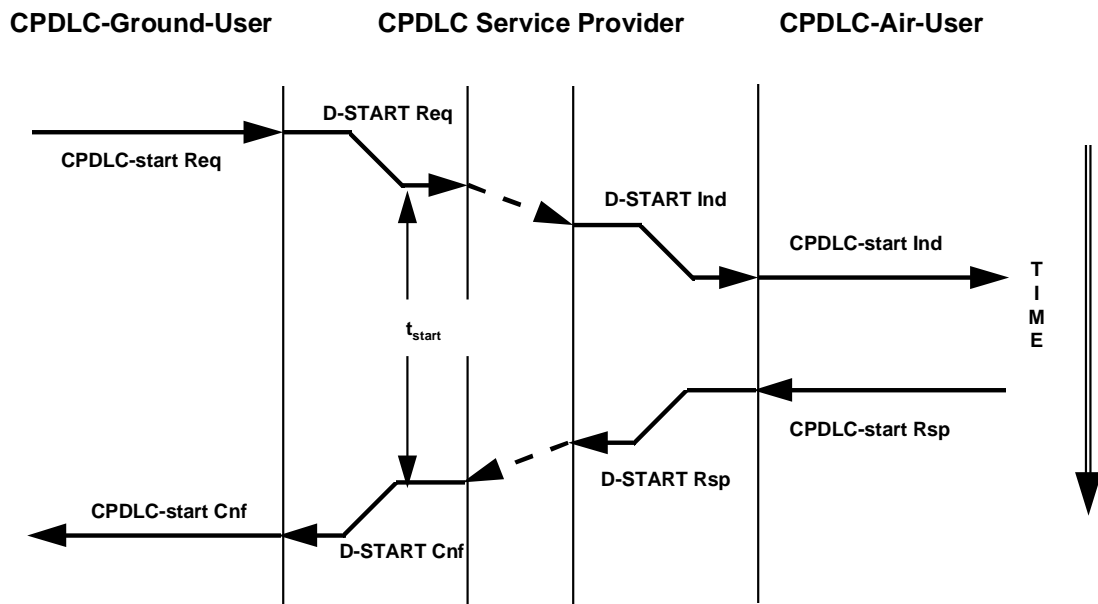 CPDLC-Ground-User
CPDLC Service Provider
CPDLC-Air-User
D-START Req
CPDLC-start Req
D-START Ind
CPDLC-start Ind
T
I
M
E
tstart
CPDLC-start Rsp
D-START Rsp
CPDLC-start Cnf
D-START Cnf